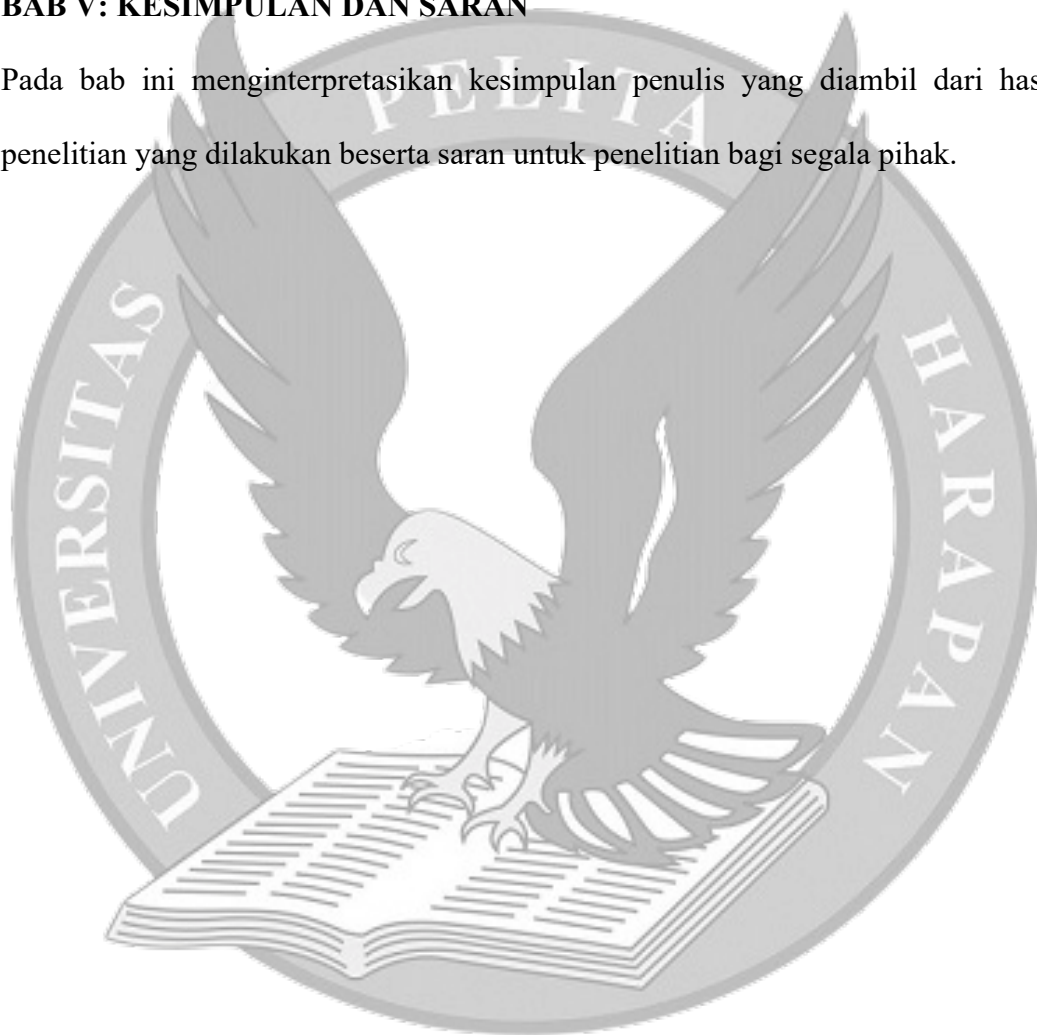 BAB V: KESIMPULAN DAN SARAN
Pada bab ini menginterpretasikan kesimpulan penulis yang diambil dari has
penelitian yang dilakukan beserta saran untuk penelitian bagi segala pihak.
UNIVERSITAS PELITA HARAPAN